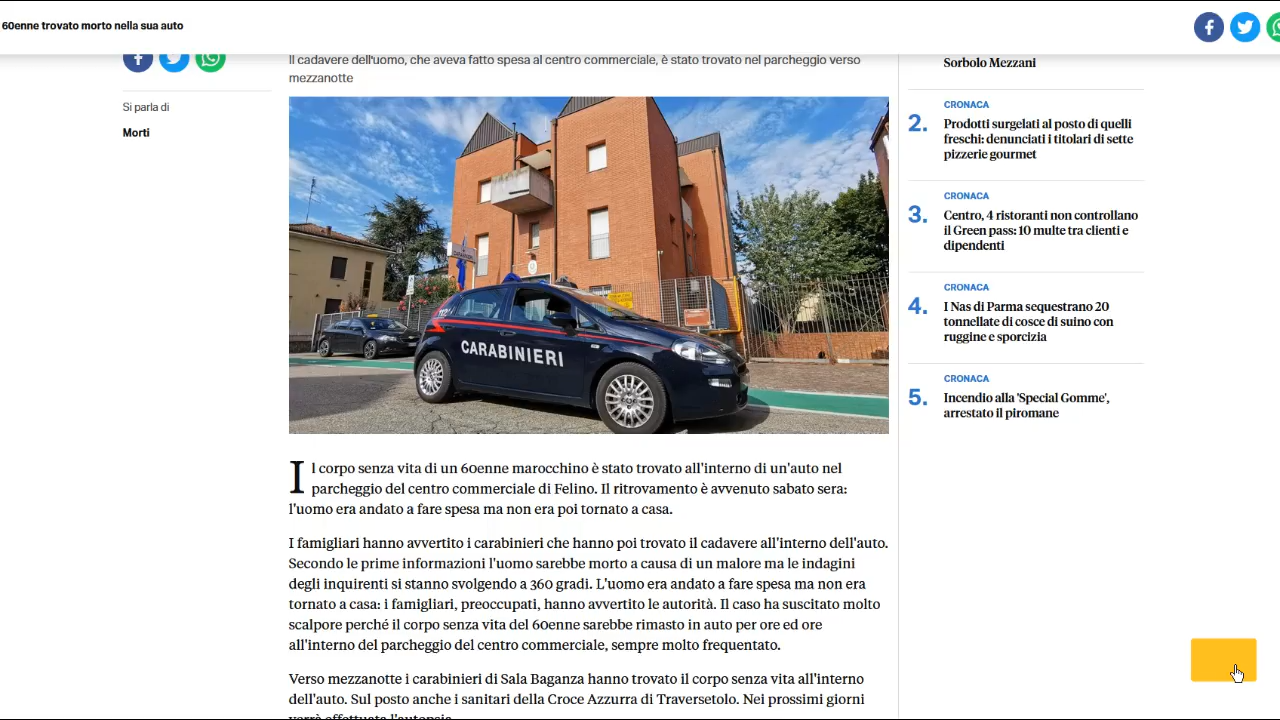 60enne trovato morto nella sua auto
Si parla di
Morti
Il cadavere dell'uomo, che aveva fatto spesa al centro commerciale, è stato trovato nel parcheggio verso
mezzanotte
112
CARABINIERI
Il corpo senza vita di un 60enne marocchino è stato trovato all'interno di un'auto nel
parcheggio del centro commerciale di Felino. Il ritrovamento è avvenuto sabato sera:
l'uomo era andato a fare spesa ma non era poi tornato a casa.
I famigliari hanno avvertito i carabinieri che hanno poi trovato il cadavere all'interno dell'auto.
Secondo le prime informazioni l'uomo sarebbe morto a causa di un malore ma le indagini
degli inquirenti si stanno svolgendo a 360 gradi. L'uomo era andato a fare spesa ma non era
tornato a casa: i famigliari, preoccupati, hanno avvertito le autorità. Il caso ha suscitato molto
scalpore perché il corpo senza vita del 60enne sarebbe rimasto in auto per ore ed ore
all'interno del parcheggio del centro commerciale, sempre molto frequentato.
Verso mezzanotte i carabinieri di Sala Baganza hanno trovato il corpo senza vita all'interno
dell'auto. Sul posto anche i sanitari della Croce Azzurra di Traversetolo. Nei prossimi giorni
verrà effettuata l'autopsia.
Sorbolo Mezzani
CRONACA
2. Prodotti surgelati al posto di quelli
freschi: denunciati i titolari di sette
pizzerie gourmet
CRONACA
3. Centro, 4 ristoranti non controllano
il Green pass: 10 multe tra clienti e
dipendenti
CRONACA
4. I Nas di Parma sequestrano 20
tonnellate di cosce di suino con
ruggine e sporcizia
CRONACA
5. Incendio alla 'Special Gomme',
arrestato il piromane